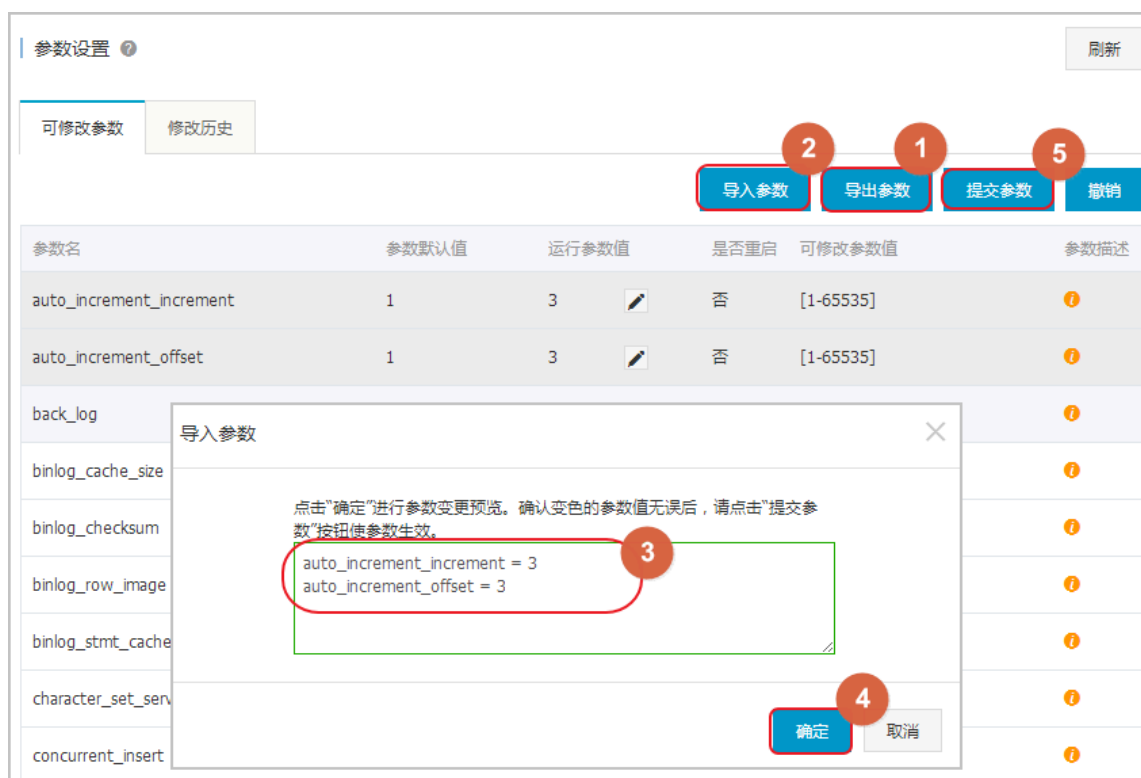 参数设置 ?
刷新
可修改参数 修改历史
2 1 5
导入参数 导出参数 提交参数 撤销
参数名 参数默认值 运行参数值 是否重启 可修改参数值 参数描述
auto_increment_increment 1 3 否 [1-65535]
auto_increment_offset 1 3 否 [1-65535]
back_log
binlog_cache_size
binlog_checksum
binlog_row_image
binlog_stmt_cache
character_set_serv
concurrent_insert
导入参数
点击“确定”进行参数变更预览。确认变色的参数值无误后，请点击“提交参
数”按钮使参数生效。
auto_increment_increment = 3
auto_increment_offset = 3
3
4
确定 取消